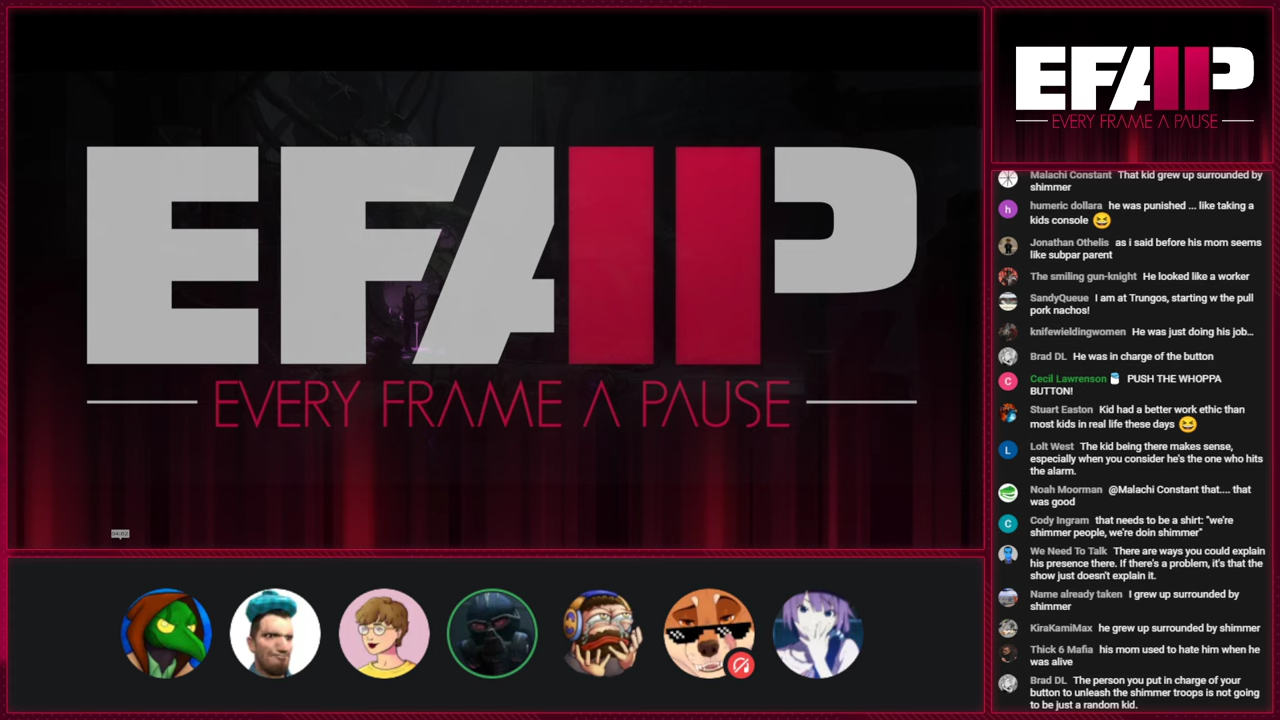 EFAP
EVERY FRAME A PAUSE
04:02
EFAP
EVERY FRAME A PAUSE
Malachi Constant That kid grew up surrounded by
shimmer
h
humeric dollara he was punished ... like taking a
kids console 😆
Jonathan Othelis as i said before his mom seems
like subpar parent
The smiling gun-knight He looked like a worker
SandyQueue I am at Trungos, starting w the pull
pork nachos!
knifewieldingwomen He was just doing his job...
Brad DL He was in charge of the button
C
Cecil Lawrenson PUSH THE WHOPPA
BUTTON!
Stuart Easton Kid had a better work ethic than
most kids in real life these days 😆
L
Lolt West The kid being there makes sense,
especially when you consider he's the one who hits
the alarm.
Noah Moorman @Malachi Constant that.... that
was good
C
Cody Ingram that needs to be a shirt: "we're
shimmer people, we're doin shimmer"
We Need To Talk There are ways you could explain
his presence there. If there's a problem, it's that the
show just doesn't explain it.
Name already taken I grew up surrounded by
shimmer
KiraKamiMax he grew up surrounded by shimmer
Thick 6 Mafia his mom used to hate him when he
was alive
Brad DL The person you put in charge of your
button to unleash the shimmer troops is not going
to be just a random kid.